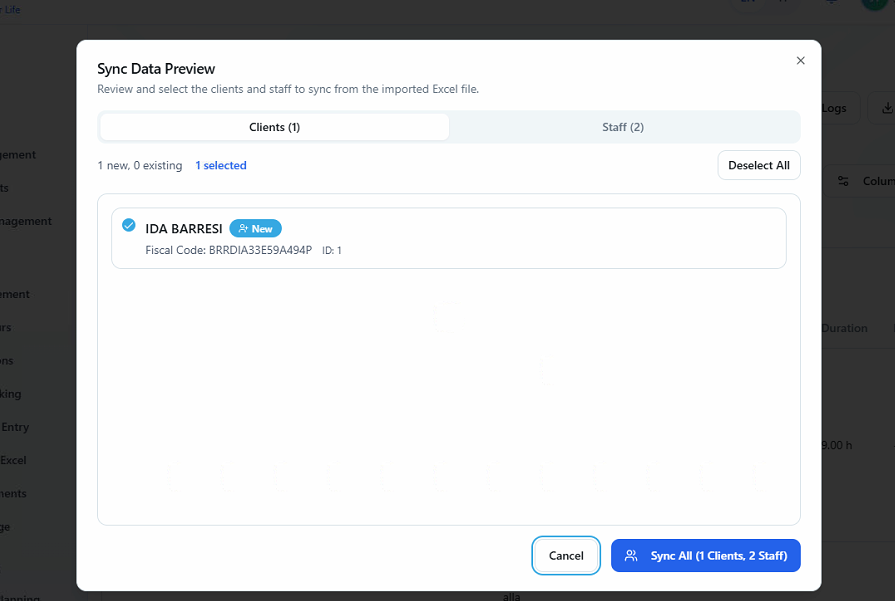 r Life
Sync Data Preview
Review and select the clients and staff to sync from the imported Excel file.
Logs
Clients (1)
Staff (2)
1 new, 0 existing
1 selected
Deselect All
Colum
gement
ts
nagement
IDA BARRESI
New
Fiscal Code: BRRDIA33E59A494P
ID: 1
ement
urs
Duration
ons
king
Entry
9.00 h
Excel
ments
ge
Cancel
Sync All (1 Clients, 2 Staff)
lanning
alla